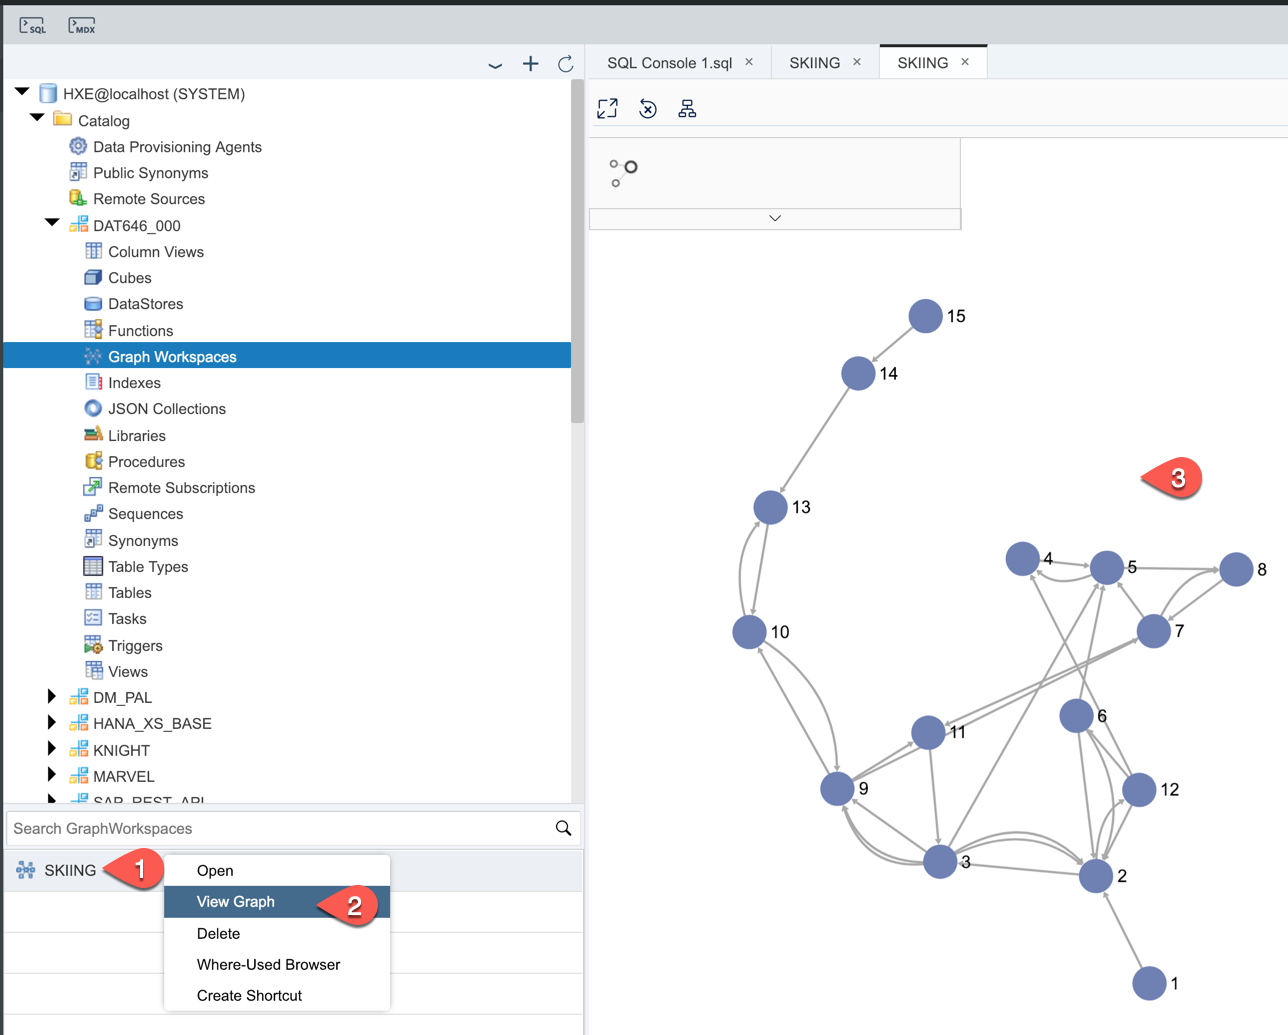 SQL
MDX
SQL Console 1.sql ×
SKIING ×
SKIING ×
HXE@localhost (SYSTEM)
Catalog
Data Provisioning Agents
Public Synonyms
Remote Sources
DAT646_000
Column Views
Cubes
DataStores
Functions
Graph Workspaces
Indexes
JSON Collections
Libraries
Procedures
Remote Subscriptions
Sequences
Synonyms
Table Types
Tables
Tasks
Triggers
Views
DM_PAL
HANA_XS_BASE
KNIGHT
MARVEL
SAP_REST_API
Search GraphWorkspaces
SKIING
1
Open
View Graph
2
Delete
Where-Used Browser
Create Shortcut
15
14
3
13
4
5
8
10
7
6
11
9
12
3
2
1